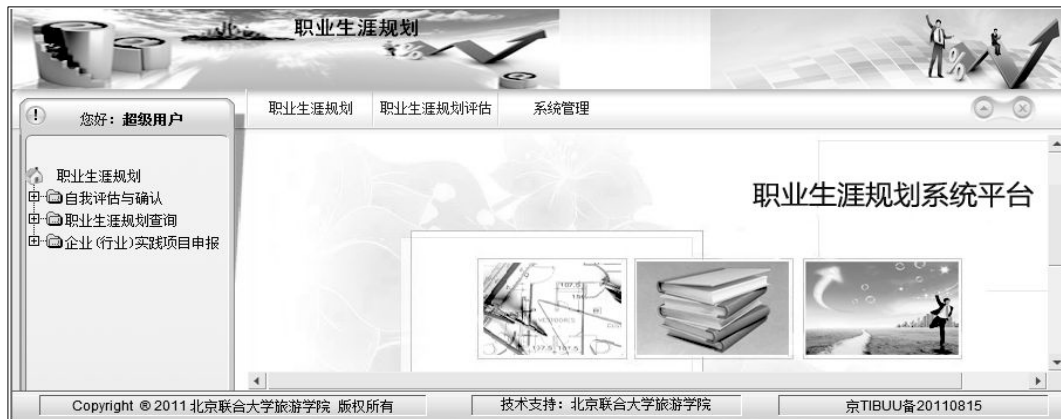 职业生涯规划
您好：超级用户
职业生涯规划 职业生涯规划评估 系统管理
职业生涯规划
自我评估与确认
职业生涯规划查询
企业(行业)实践项目申报
职业生涯规划系统平台
107.5
Copyright ® 2011 北京联合大学旅游学院 版权所有
技术支持：北京联合大学旅游学院
京TIBUU备20110815